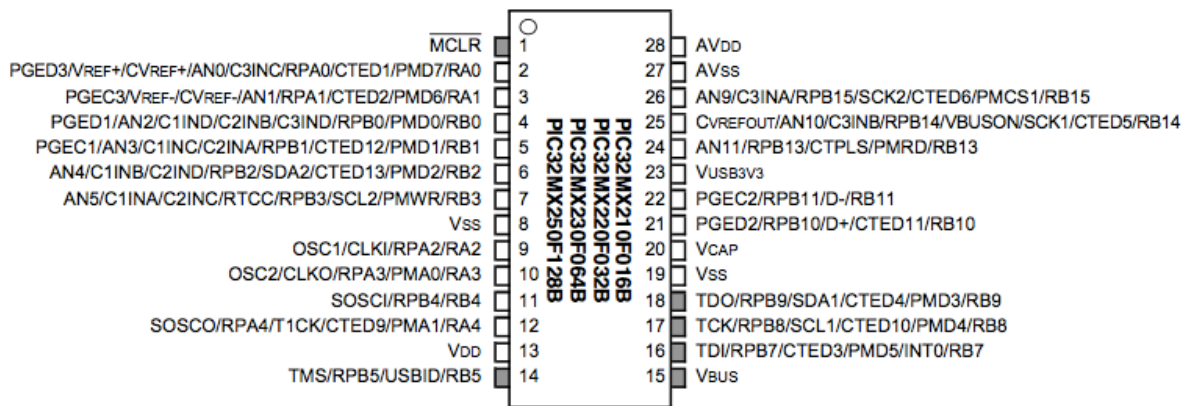 MCLR 1 28 AVDD
PGED3/VREF+/CVREF+/AN0/C3INC/RPA0/CTED1/PMD7/RA0 2 27 AVSS
PGEC3/VREF-/CVREF-/AN1/RPA1/CTED2/PMD6/RA1 3 26 AN9/C3INA/RPB15/SCK2/CTED6/PMCS1/RB15
PGED1/AN2/C1IND/C2INB/C3IND/RPB0/PMD0/RB0 4 25 CVREFOUT/AN10/C3INB/RPB14/VBUSON/SCK1/CTED5/RB14
PGEC1/AN3/C1INC/C2INA/RPB1/CTED12/PMD1/RB1 5 24 AN11/RPB13/CTPLS/PMRD/RB13
AN4/C1INB/C2IND/RPB2/SDA2/CTED13/PMD2/RB2 6 23 VUSB3V3
AN5/C1INA/C2INC/RTCC/RPB3/SCL2/PMWR/RB3 7 22 PGEC2/RPB11/D-/RB11
VSS 8 21 PGED2/RPB10/D+/CTED11/RB10
OSC1/CLKI/RPA2/RA2 9 20 VCAP
OSC2/CLKO/RPA3/PMA0/RA3 10 19 VSS
SOSCI/RPB4/RB4 11 18 TDO/RPB9/SDA1/CTED4/PMD3/RB9
SOSCO/RPA4/T1CK/CTED9/PMA1/RA4 12 17 TCK/RPB8/SCL1/CTED10/PMD4/RB8
VDD 13 16 TDI/RPB7/CTED3/PMD5/INT0/RB7
TMS/RPB5/USBID/RB5 14 15 VBUS
PIC32MX210F016B
PIC32MX220F032B
PIC32MX230F064B
PIC32MX250F128B